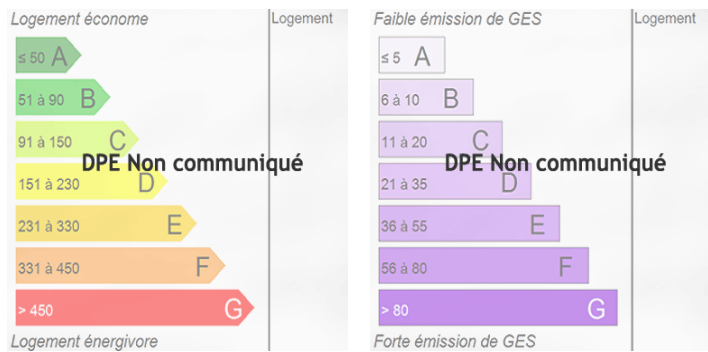 Logement économe
Logement
≤ 50 A
51 à 90 B
91 à 150 C
DPE Non communiqué
151 à 230 D
231 à 330 E
331 à 450 F
> 450 G
Logement énergivore
Faible émission de GES
Logement
≤ 5 A
6 à 10 B
11 à 20 C
DPE Non communiqué
21 à 35 D
36 à 55 E
56 à 80 F
> 80 G
Forte émission de GES